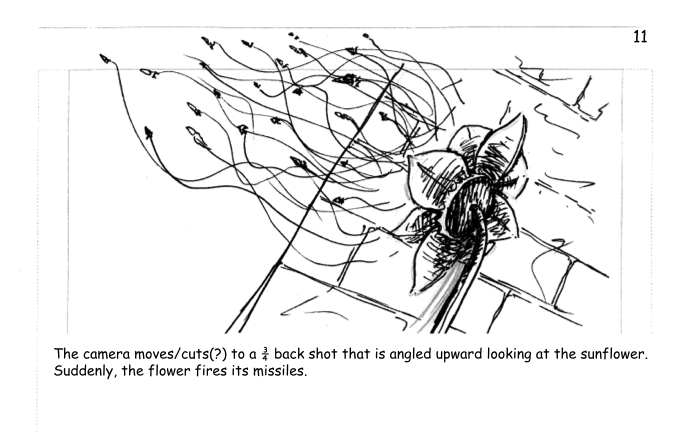 11
The camera moves/cuts(?) to a ¾ back shot that is angled upward looking at the sunflower.
Suddenly, the flower fires its missiles.